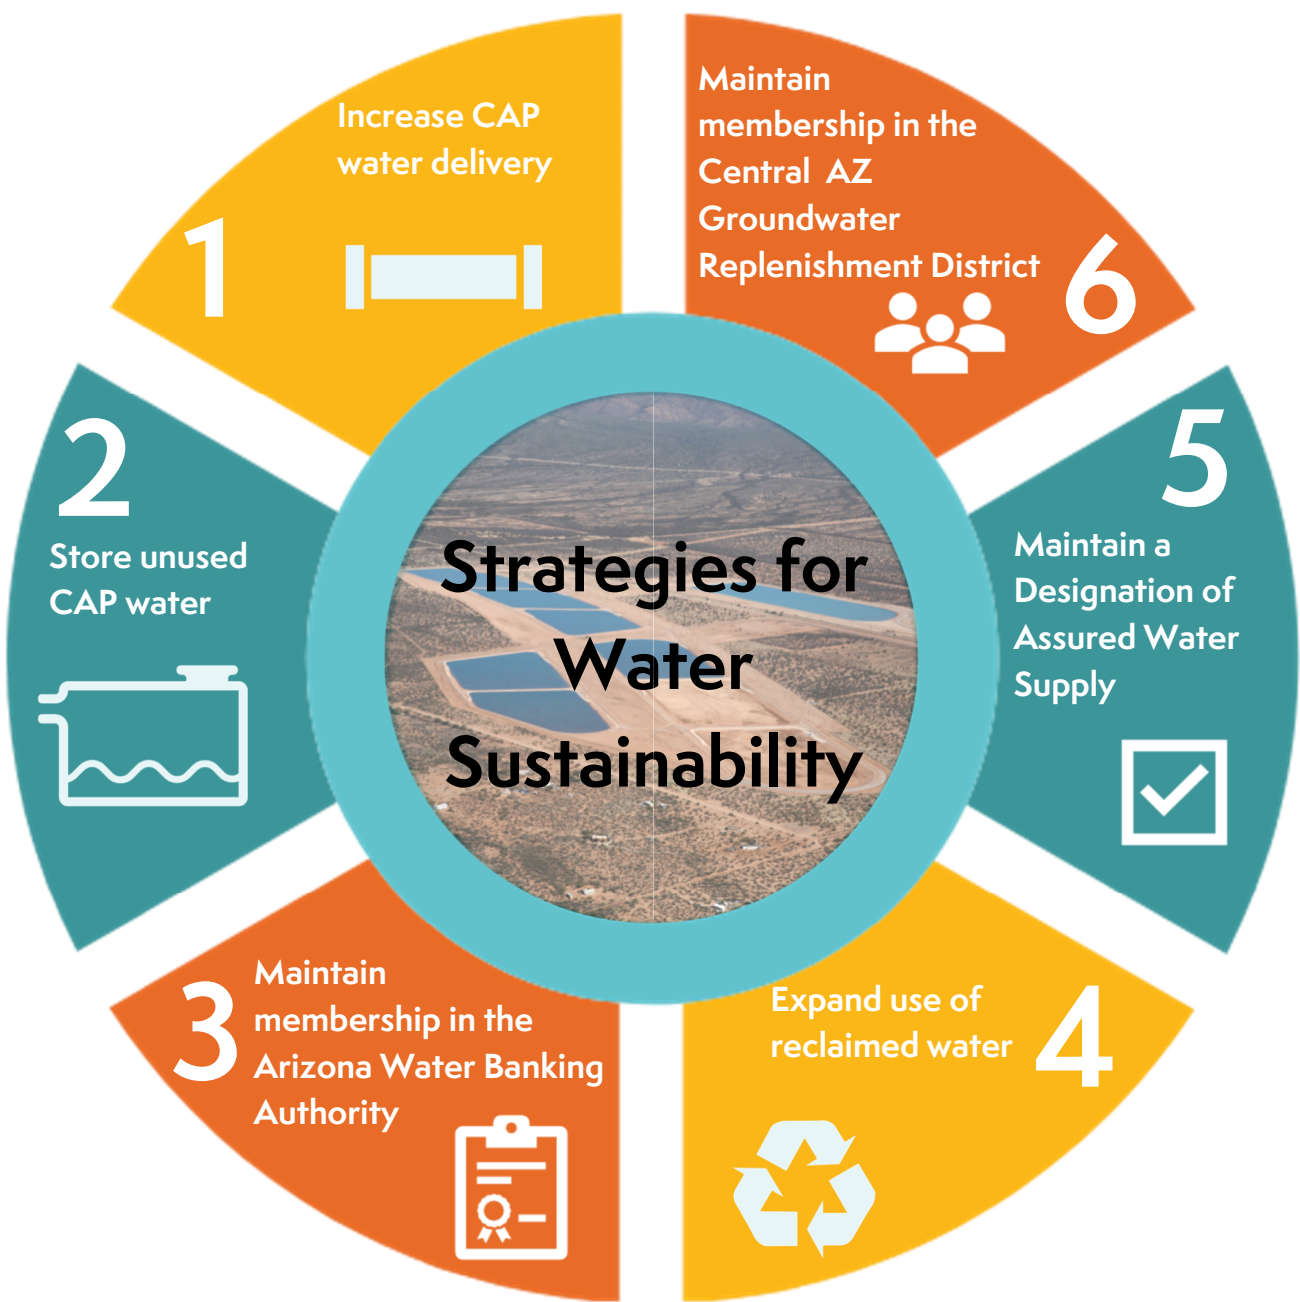 Strategies for
Water
Sustainability
1
Increase CAP
water delivery
2
Store unused
CAP water
3
Maintain
membership in the
Arizona Water Banking
Authority
4
Expand use of
reclaimed water
5
Maintain a
Designation of
Assured Water
Supply
6
Maintain
membership in the
Central  AZ
Groundwater
Replenishment District